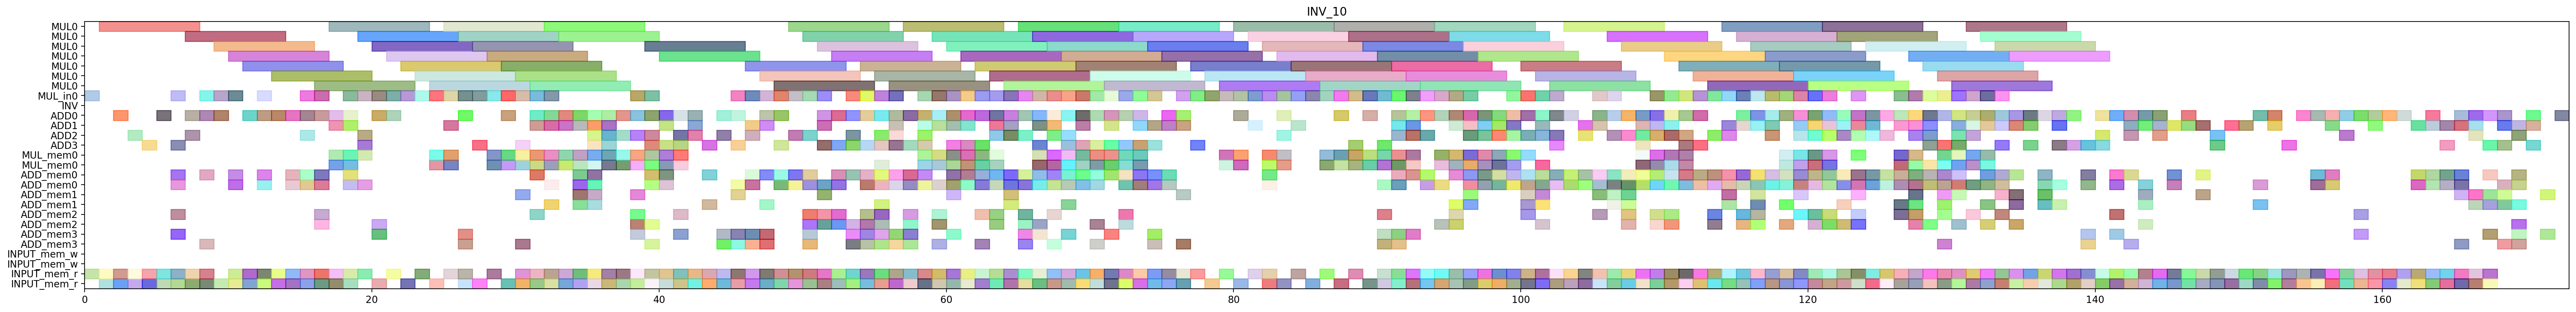 INV_10
MUL0
MUL0
MUL0
MUL0
MUL0
MUL0
MUL0
MUL_in0
INV
ADD0
ADD1
ADD2
ADD3
MUL_mem0
MUL_mem0
ADD_mem0
ADD_mem0
ADD_mem1
ADD_mem1
ADD_mem2
ADD_mem2
ADD_mem3
ADD_mem3
INPUT_mem_w
INPUT_mem_w
INPUT_mem_r
INPUT_mem_r
0 20 40 60 80 100 120 140 160